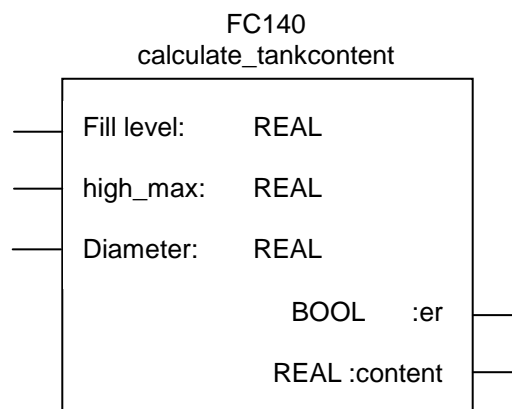 FC140
calculate_tankcontent
Fill level: REAL
high_max: REAL
Diameter: REAL
BOOL :er
REAL :content